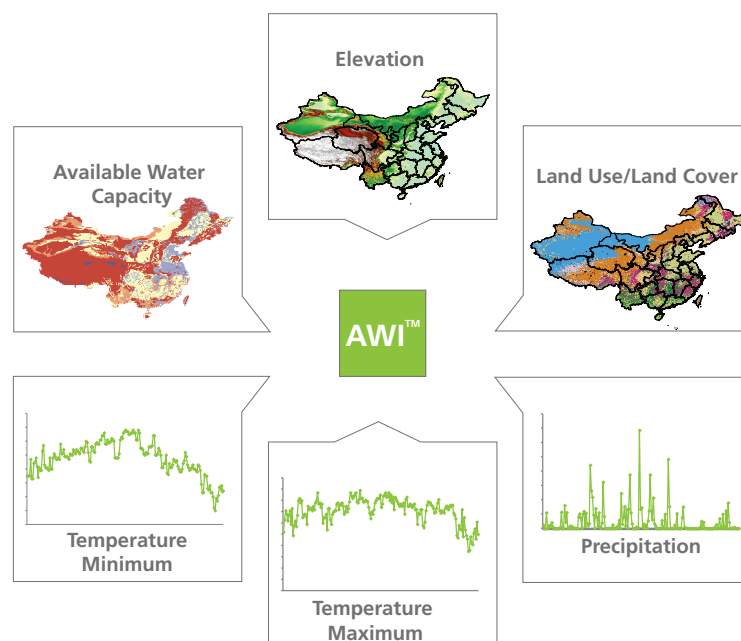 Elevation
Available Water
Capacity
Land Use/Land Cover
AWI™
Temperature
Minimum
Temperature
Maximum
Precipitation